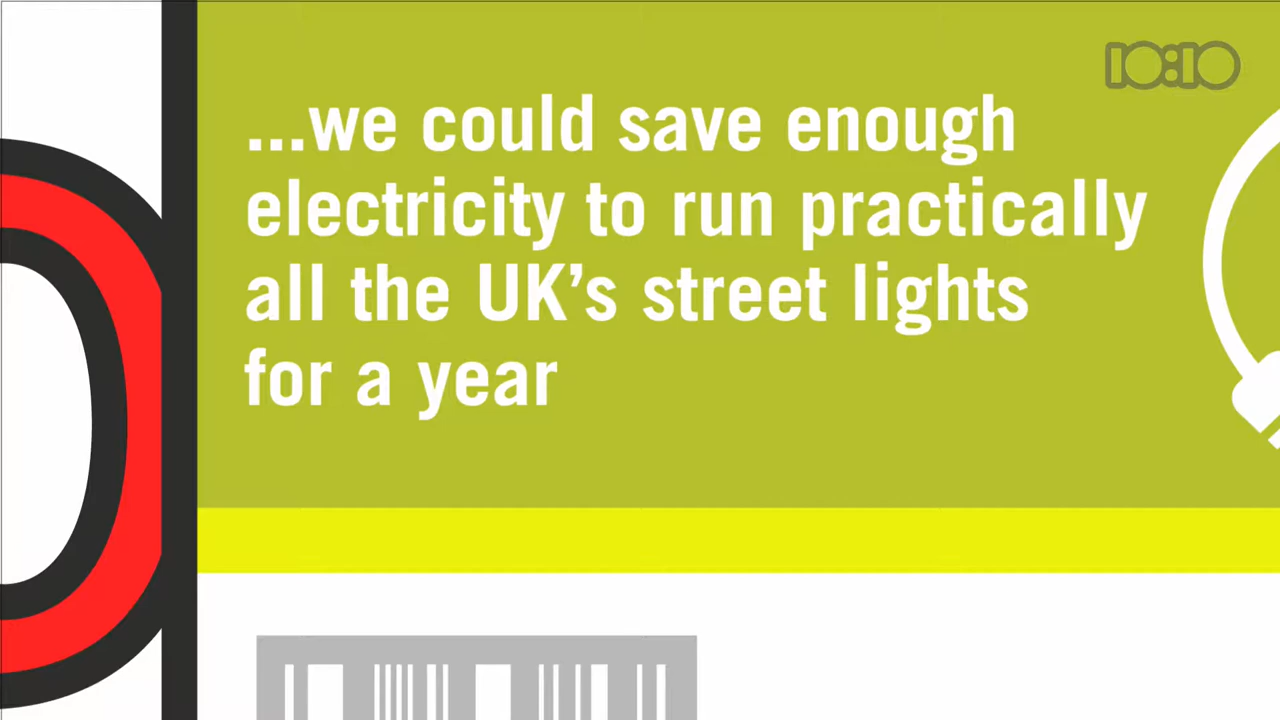 10:10
...we could save enough
electricity to run practically
all the UK’s street lights
for a year